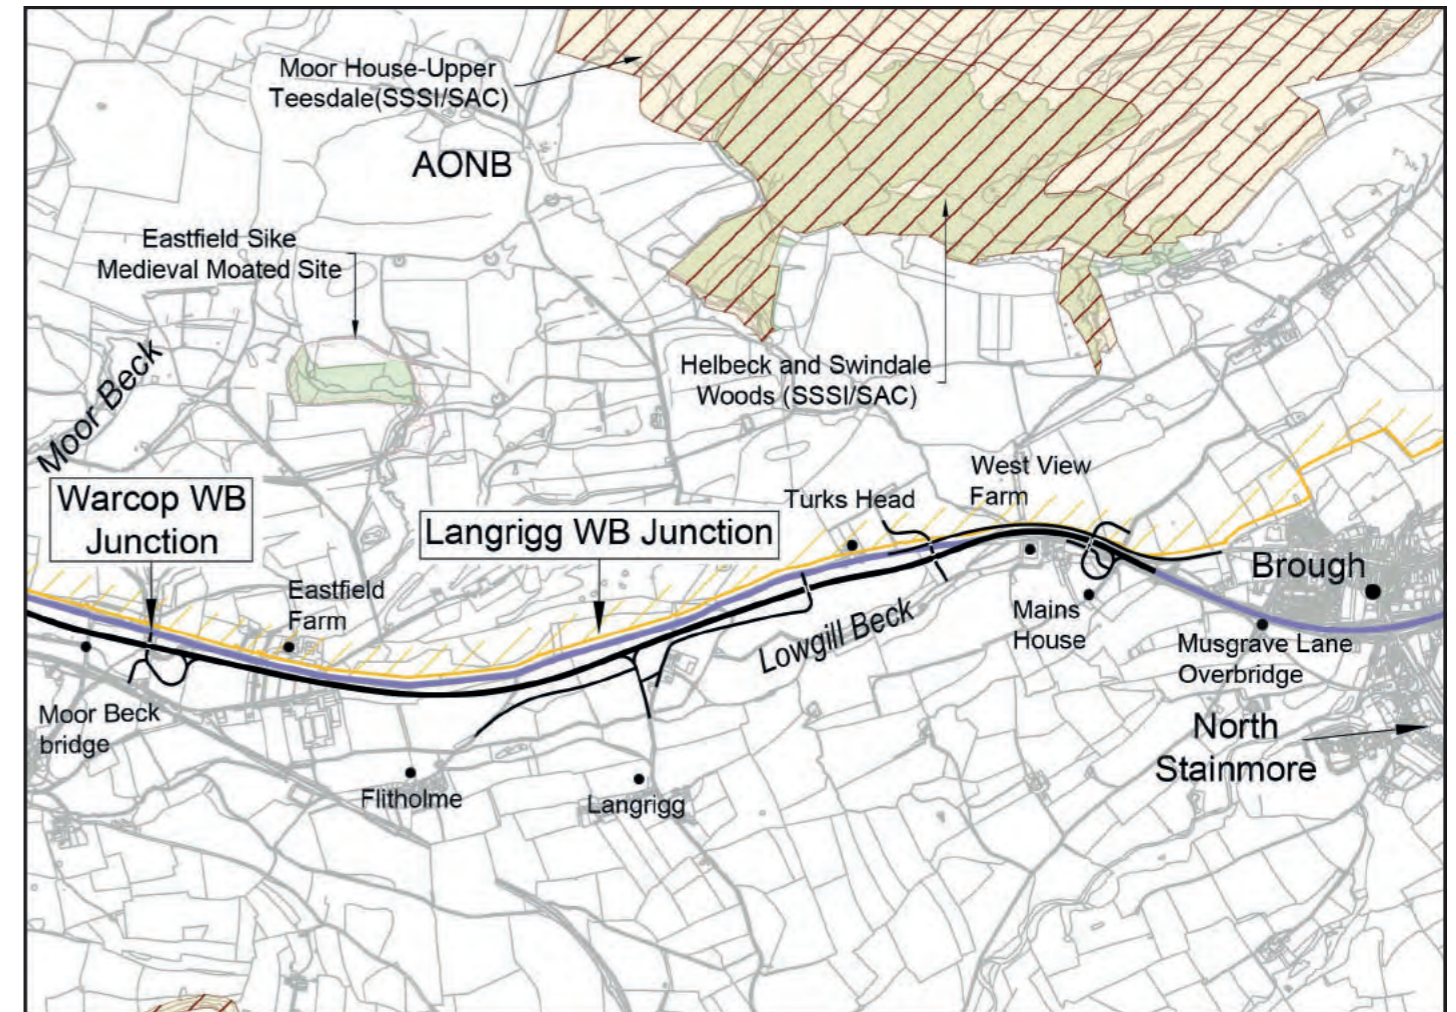 Moor House-Upper
Teesdale(SSSI/SAC)
AONB
Eastfield Sike
Medieval Moated Site
Helbeck and Swindale
Woods (SSSI/SAC)
Moor Beck
Warcop WB
Junction
Langrigg WB Junction
Turks Head
West View
Farm
Eastfield
Farm
Brough
Lowgill Beck
Mains
House
Musgrave Lane
Overbridge
Moor Beck
bridge
North
Stainmore
Flitholme
Langrigg